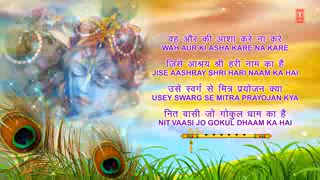 वह और की आशा करे ना करे
WAH AUR KI ASHA KARE NA KARE
जिसे आश्रय श्री हरी नाम का है
JISE AASHRAY SHRI HARI NAAM KA HAI
उसे स्वर्ग से मित्र प्रयोजन क्या
USEY SWARG SE MITRA PRAYOJAN KYA
नित वासी जो गोकुल धाम का है
NIT VAASI JO GOKUL DHAAM KA HAI